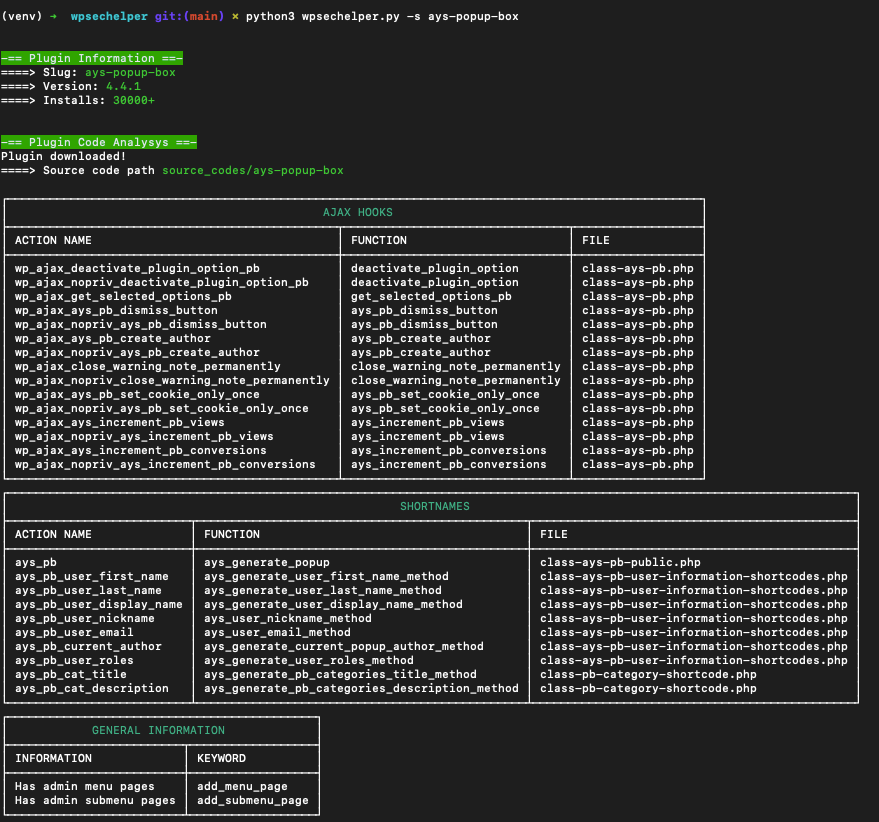 (venv) ➜  wpsechelper git:(main) ✗ python3 wpsechelper.py -s ays-popup-box
-== Plugin Information ==-
====> Slug: ays-popup-box
====> Version: 4.4.1
====> Installs: 30000+
-== Plugin Code Analysys ==-
Plugin downloaded!
====> Source code path source_codes/ays-popup-box
AJAX HOOKS
ACTION NAME FUNCTION FILE
wp_ajax_deactivate_plugin_option_pb deactivate_plugin_option class-ays-pb.php
wp_ajax_nopriv_deactivate_plugin_option_pb deactivate_plugin_option class-ays-pb.php
wp_ajax_get_selected_options_pb get_selected_options_pb class-ays-pb.php
wp_ajax_ays_pb_dismiss_button ays_pb_dismiss_button class-ays-pb.php
wp_ajax_nopriv_ays_pb_dismiss_button ays_pb_dismiss_button class-ays-pb.php
wp_ajax_ays_pb_create_author ays_pb_create_author class-ays-pb.php
wp_ajax_nopriv_ays_pb_create_author ays_pb_create_author class-ays-pb.php
wp_ajax_close_warning_note_permanently close_warning_note_permanently class-ays-pb.php
wp_ajax_nopriv_close_warning_note_permanently close_warning_note_permanently class-ays-pb.php
wp_ajax_ays_pb_set_cookie_only_once ays_pb_set_cookie_only_once class-ays-pb.php
wp_ajax_nopriv_ays_pb_set_cookie_only_once ays_pb_set_cookie_only_once class-ays-pb.php
wp_ajax_ays_increment_pb_views ays_increment_pb_views class-ays-pb.php
wp_ajax_nopriv_ays_increment_pb_views ays_increment_pb_views class-ays-pb.php
wp_ajax_ays_increment_pb_conversions ays_increment_pb_conversions class-ays-pb.php
wp_ajax_nopriv_ays_increment_pb_conversions ays_increment_pb_conversions class-ays-pb.php
SHORTNAMES
ACTION NAME FUNCTION FILE
ays_pb ays_generate_popup class-ays-pb-public.php
ays_pb_user_first_name ays_generate_user_first_name_method class-ays-pb-user-information-shortcodes.php
ays_pb_user_last_name ays_generate_user_last_name_method class-ays-pb-user-information-shortcodes.php
ays_pb_user_display_name ays_generate_user_display_name_method class-ays-pb-user-information-shortcodes.php
ays_pb_user_nickname ays_user_nickname_method class-ays-pb-user-information-shortcodes.php
ays_pb_user_email ays_user_email_method class-ays-pb-user-information-shortcodes.php
ays_pb_current_author ays_generate_current_popup_author_method class-ays-pb-user-information-shortcodes.php
ays_pb_user_roles ays_generate_user_roles_method class-ays-pb-user-information-shortcodes.php
ays_pb_cat_title ays_generate_pb_categories_title_method class-pb-category-shortcode.php
ays_pb_cat_description ays_generate_pb_categories_description_method class-pb-category-shortcode.php
GENERAL INFORMATION
INFORMATION KEYWORD
Has admin menu pages add_menu_page
Has admin submenu pages add_submenu_page